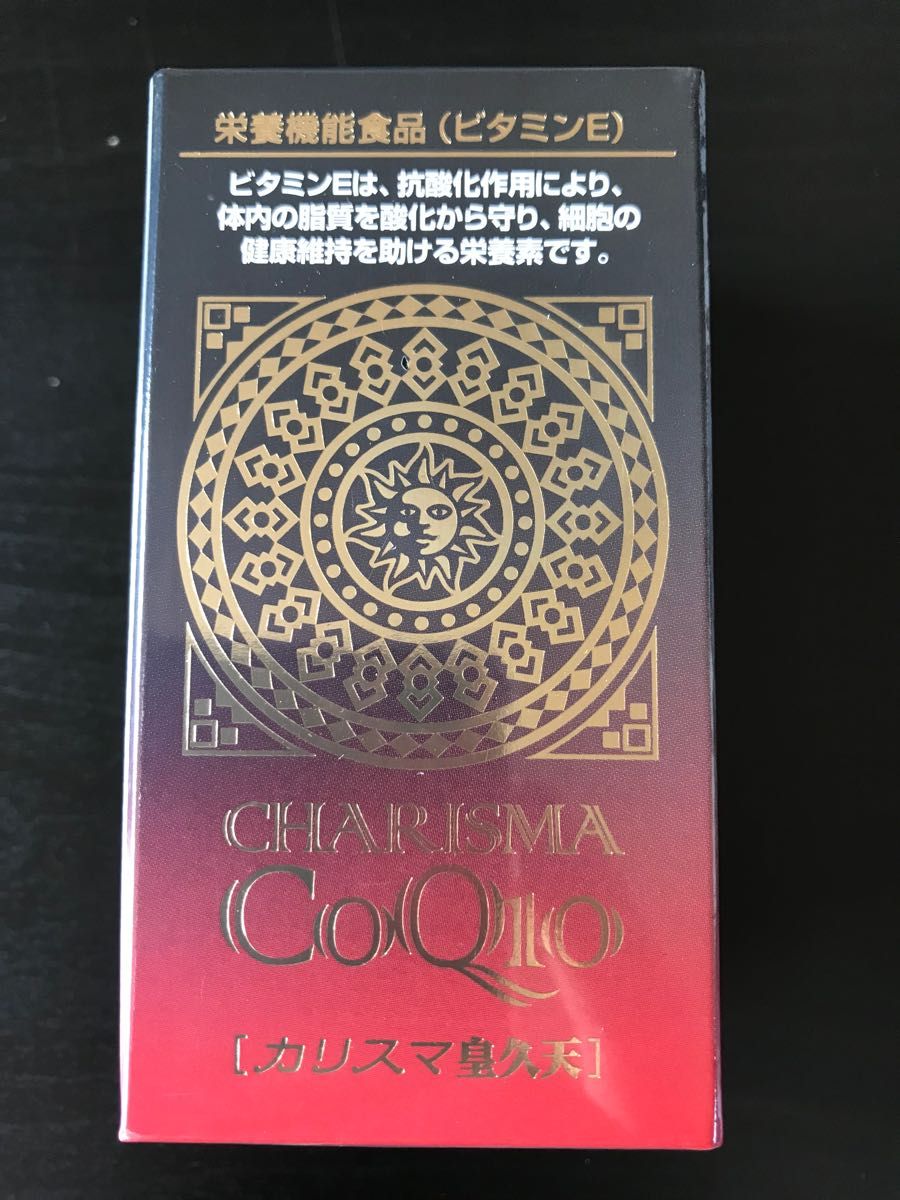 栄養機能食品(ビタミンE)
ビタミンEは、抗酸化作用により、
体内の脂質を酸化から守り、細胞の
健康維持を助ける栄養素です。
CHARISMA
CoQ10
[カリスマ皇久天]